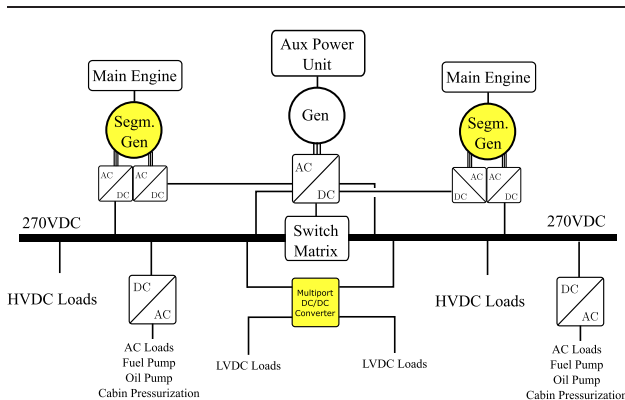 Aux Power
Unit
Main Engine
Main Engine
Segm.
Gen
Gen
Segm.
Gen
AC
DC
AC
DC
AC
DC
AC
DC
AC
DC
270VDC
270VDC
Switch
Matrix
HVDC Loads
DC
AC
Multiport
DC/DC
Converter
HVDC Loads
DC
AC
AC Loads
Fuel Pump
Oil Pump
Cabin Pressurization
LVDC Loads
LVDC Loads
AC Loads
Fuel Pump
Oil Pump
Cabin Pressurization